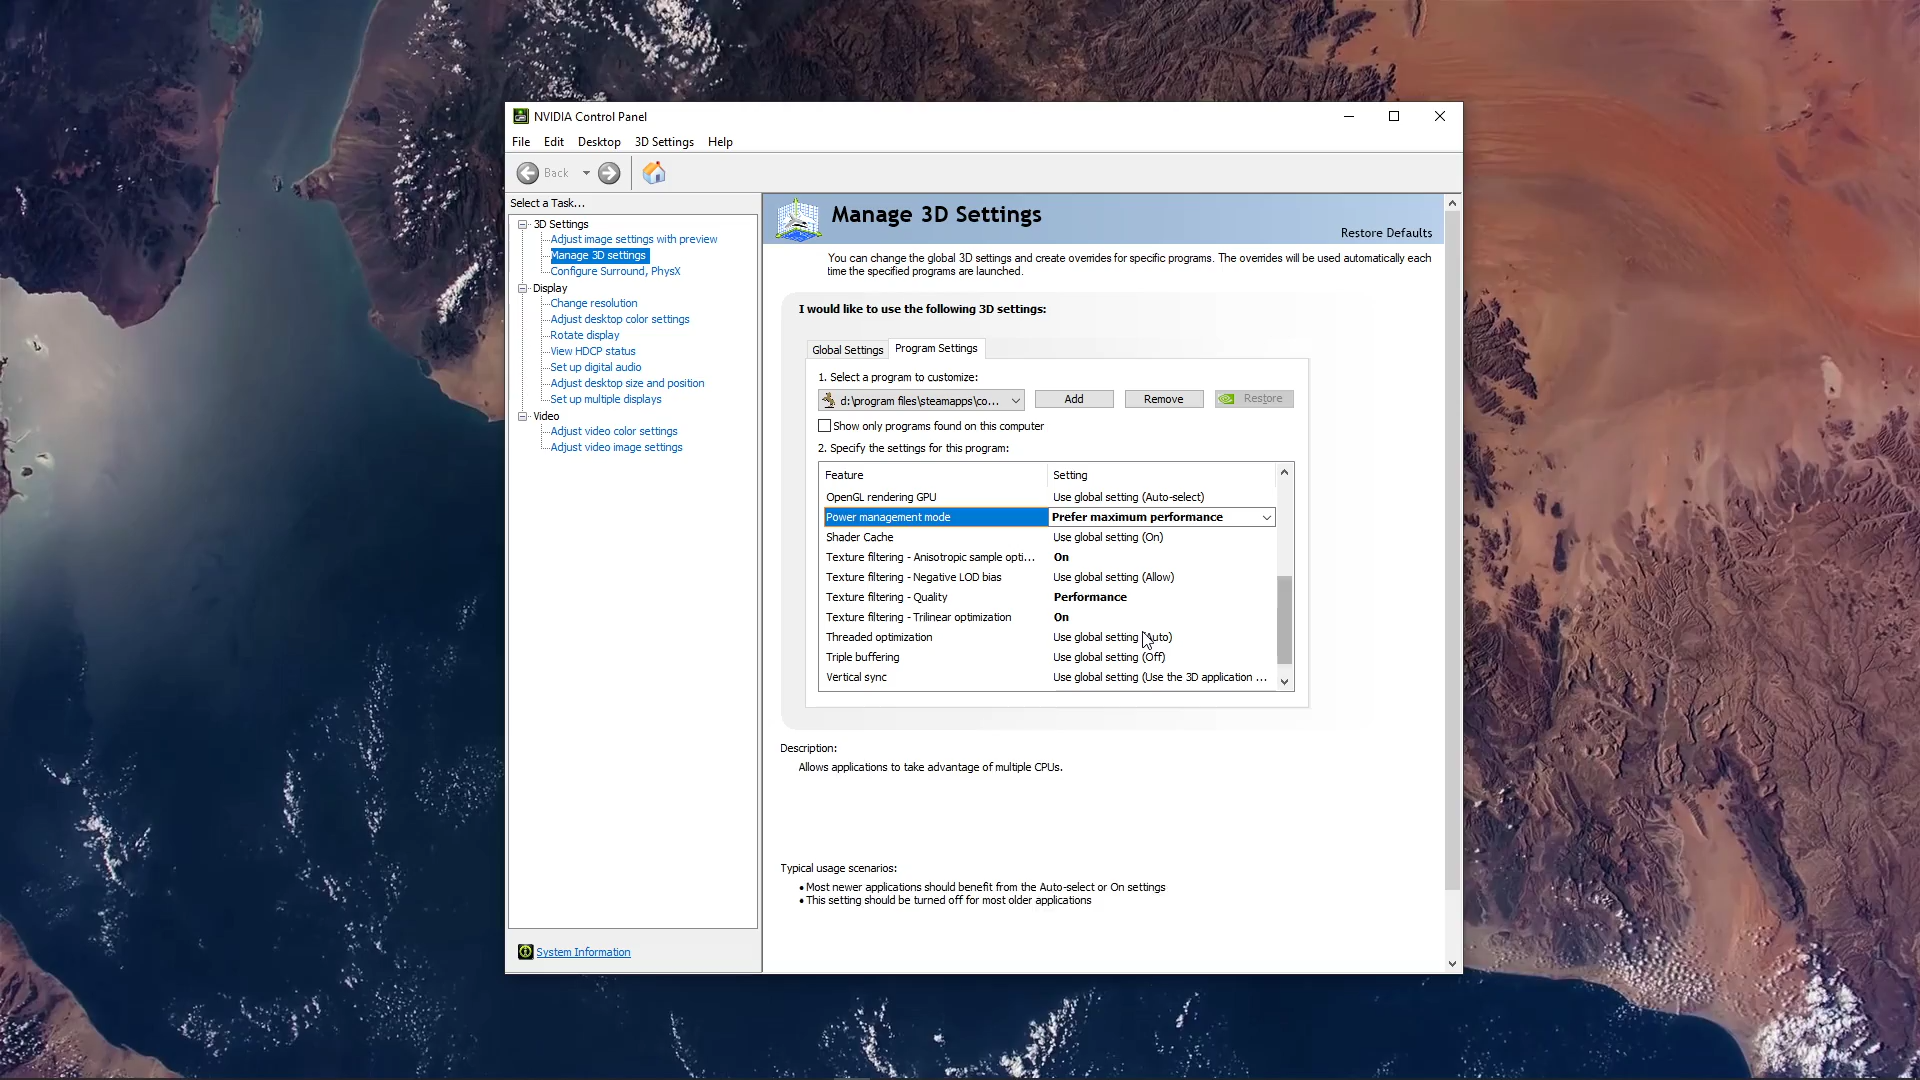 NVIDIA Control Panel
File Edit Desktop 3D Settings Help
Back
Select a Task...
3D Settings
Adjust image settings with preview
Manage 3D settings
Configure Surround, PhysX
Display
Change resolution
Adjust desktop color settings
Rotate display
View HDCP status
Set up digital audio
Adjust desktop size and position
Set up multiple displays
Video
Adjust video color settings
Adjust video image settings
System Information
Manage 3D Settings
Restore Defaults
You can change the global 3D settings and create overrides for specific programs. The overrides will be used automatically each
time the specified programs are launched.
I would like to use the following 3D settings:
Global Settings Program Settings
1. Select a program to customize:
d:\program files\steamapps\co... Add Remove Restore
Show only programs found on this computer
2. Specify the settings for this program:
Feature Setting
OpenGL rendering GPU Use global setting (Auto-select)
Power management mode Prefer maximum performance
Shader Cache Use global setting (On)
Texture filtering - Anisotropic sample opti... On
Texture filtering - Negative LOD bias Use global setting (Allow)
Texture filtering - Quality Performance
Texture filtering - Trilinear optimization On
Threaded optimization Use global setting (Auto)
Triple buffering Use global setting (Off)
Vertical sync Use global setting (Use the 3D application ...
Description:
Allows applications to take advantage of multiple CPUs.
Typical usage scenarios:
• Most newer applications should benefit from the Auto-select or On settings
• This setting should be turned off for most older applications